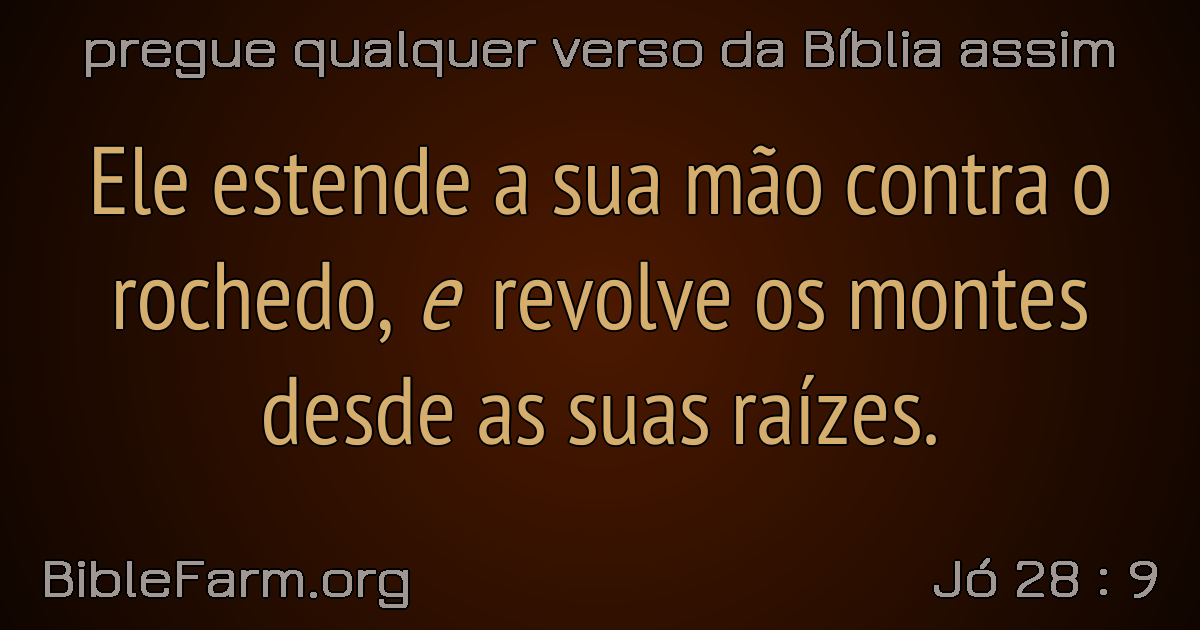 pregue qualquer verso da Bíblia assim
Ele estende a sua mão contra o
rochedo, e revolve os montes
desde as suas raízes.
BibleFarm.org
Jó 28 : 9